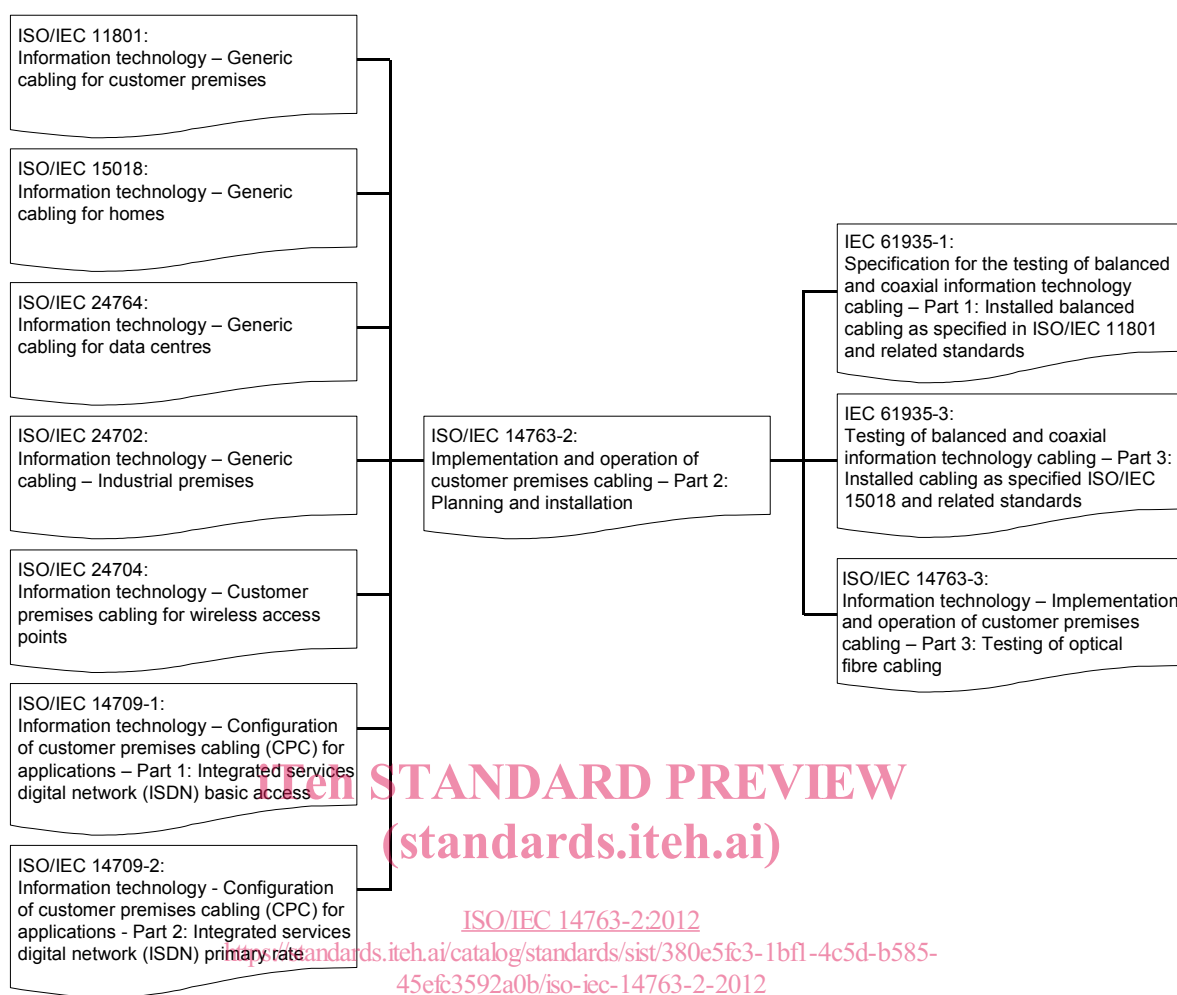 ISO/IEC 11801:
Information technology – Generic
cabling for customer premises
ISO/IEC 15018:
Information technology – Generic
cabling for homes
ISO/IEC 24764:
Information technology – Generic
cabling for data centres
ISO/IEC 24702:
Information technology – Generic
cabling – Industrial premises
ISO/IEC 24704:
Information technology – Customer
premises cabling for wireless access
points
ISO/IEC 14709-1:
Information technology – Configuration
of customer premises cabling (CPC) for
applications – Part 1: Integrated services
digital network (ISDN) basic access
ISO/IEC 14709-2:
Information technology - Configuration
of customer premises cabling (CPC) for
applications - Part 2: Integrated services
digital network (ISDN) primary rate
ISO/IEC 14763-2:
Implementation and operation of
customer premises cabling – Part 2:
Planning and installation
IEC 61935-1:
Specification for the testing of balanced
and coaxial information technology
cabling – Part 1: Installed balanced
cabling as specified in ISO/IEC 11801
and related standards
IEC 61935-3:
Testing of balanced and coaxial
information technology cabling – Part 3:
Installed cabling as specified ISO/IEC
15018 and related standards
ISO/IEC 14763-3:
Information technology – Implementation
and operation of customer premises
cabling – Part 3: Testing of optical
fibre cabling
iTeh STANDARD PREVIEW
(standards.iteh.ai)
ISO/IEC 14763-2:2012
https://standards.iteh.ai/catalog/standards/sist/380e5fc3-1bf1-4c5d-b585-
45efc3592a0b/iso-iec-14763-2-2012